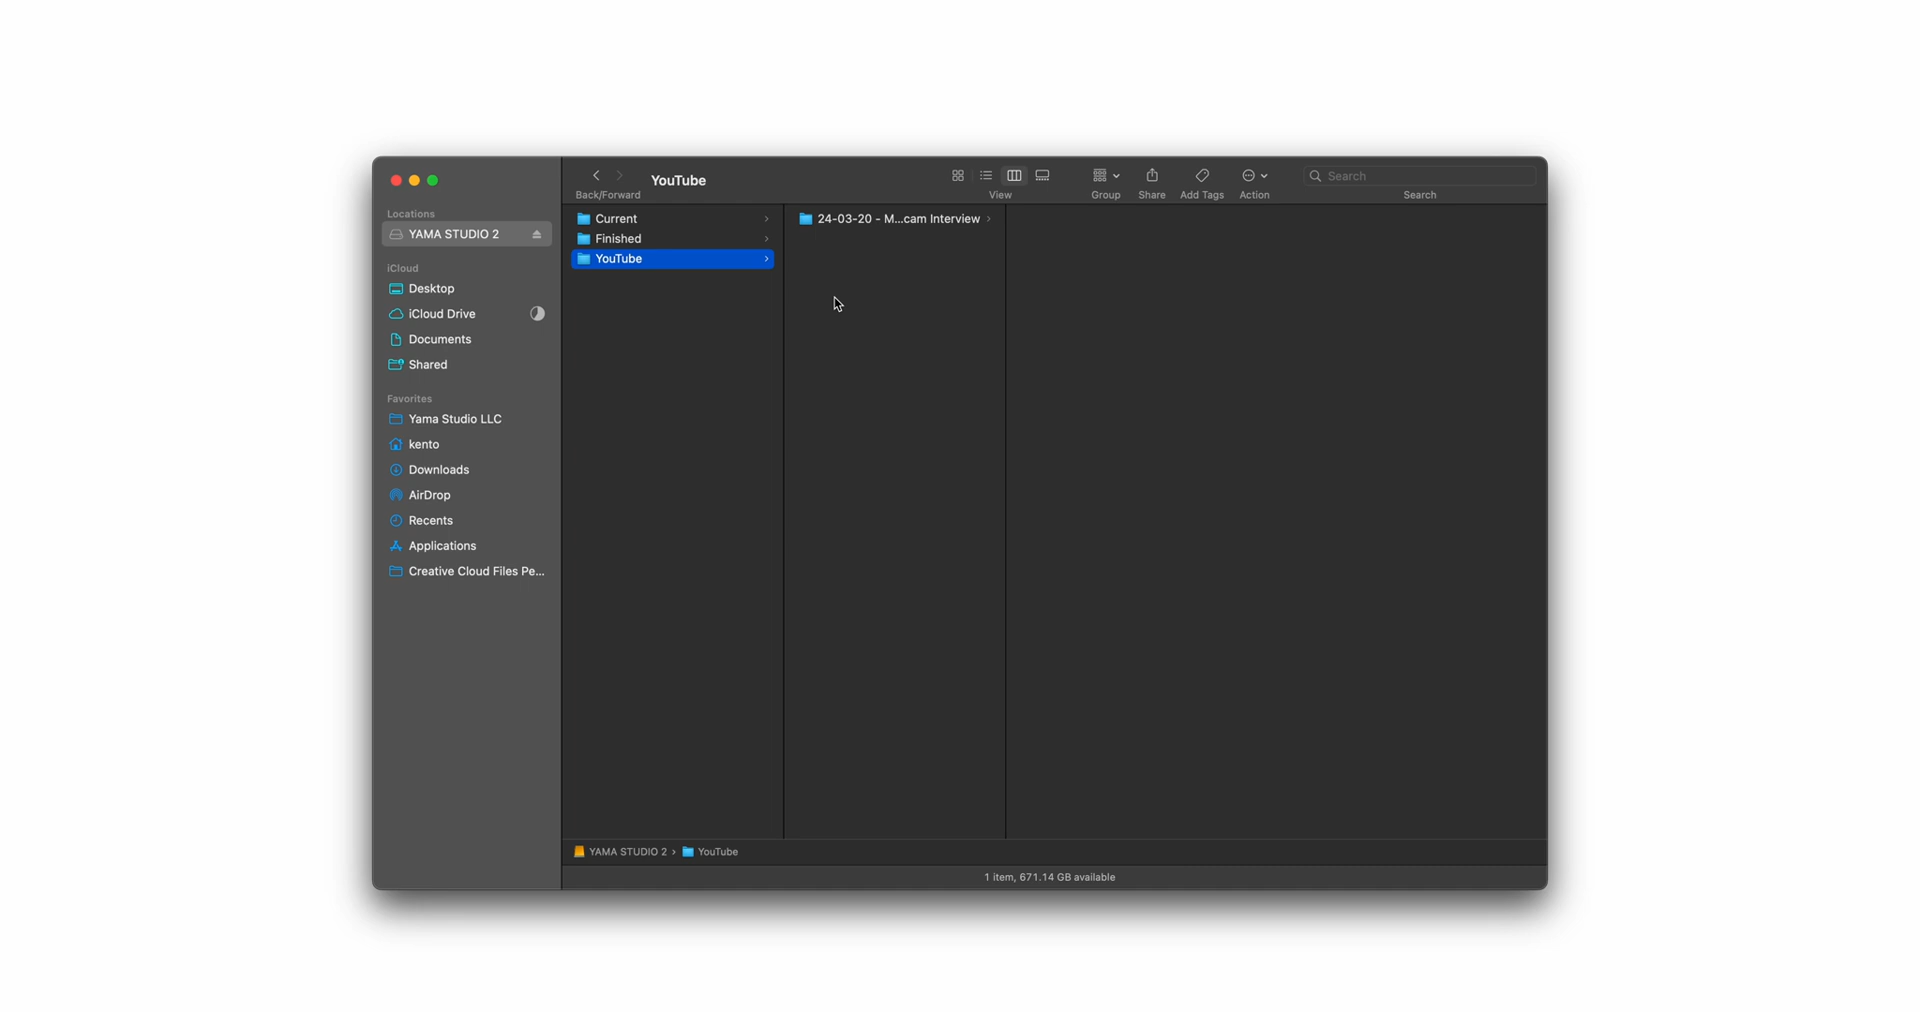 YouTube
Back/Forward
View
Group
Share
Add Tags
Action
Search
Search
Locations
YAMA STUDIO 2
iCloud
Desktop
iCloud Drive
Documents
Shared
Favorites
Yama Studio LLC
kento
Downloads
AirDrop
Recents
Applications
Creative Cloud Files Pe...
Current
Finished
YouTube
24-03-20 - M...cam Interview
YAMA STUDIO 2 › YouTube
1 item, 671.14 GB available